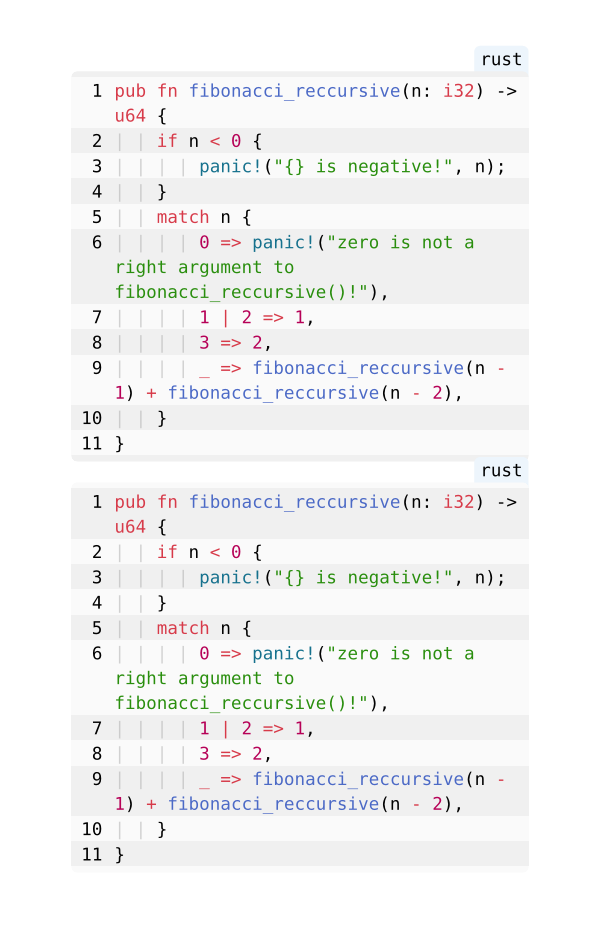 rust
1 pub fn fibonacci_reccursive(n: i32) ->
u64 {
2 if n < 0 {
3 panic!("{} is negative!", n);
4 }
5 match n {
6 0 => panic!("zero is not a
right argument to
fibonacci_reccursive()!"),
7 1 | 2 => 1,
8 3 => 2,
9 _ => fibonacci_reccursive(n -
1) + fibonacci_reccursive(n - 2),
10 }
11 }
rust
1 pub fn fibonacci_reccursive(n: i32) ->
u64 {
2 if n < 0 {
3 panic!("{} is negative!", n);
4 }
5 match n {
6 0 => panic!("zero is not a
right argument to
fibonacci_reccursive()!"),
7 1 | 2 => 1,
8 3 => 2,
9 _ => fibonacci_reccursive(n -
1) + fibonacci_reccursive(n - 2),
10 }
11 }